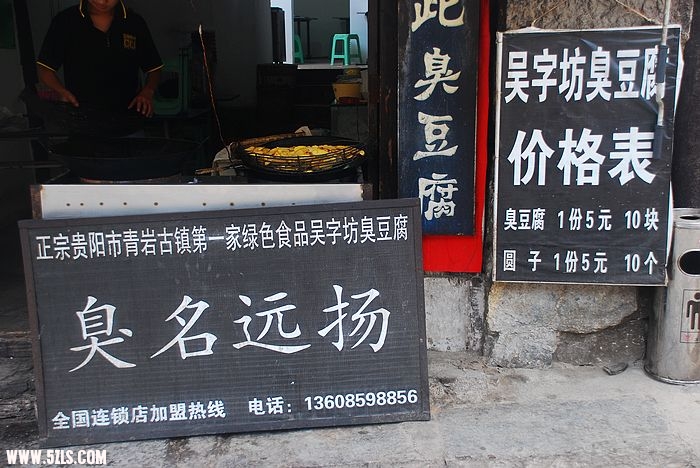 正宗贵阳市青岩古镇第一家绿色食品吴字坊臭豆腐
臭名远扬
全国连锁店加盟热线 电话：13608598856
此臭豆腐
吴字坊臭豆腐
价格表
臭豆腐 1份5元 10块
圆子 1份5元 10个
WWW.5ZLS.COM